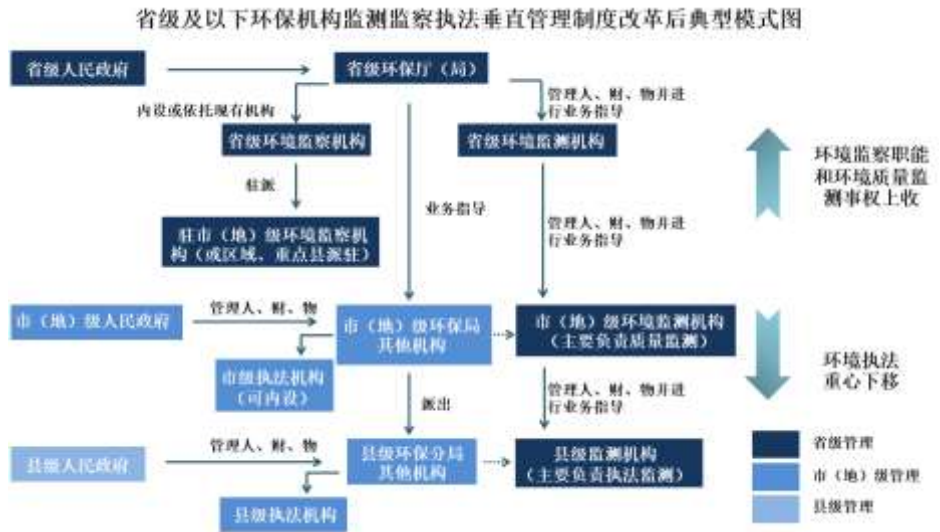 省级及以下环保机构监测监察执法垂直管理制度改革后典型模式图
省级人民政府
省级环保厅（局）
内设或依托现有机构
管理人、财、物并进
行业务指导
省级环境监察机构
省级环境监测机构
环境监察职能
和环境质量监
测事权上收
驻派
业务指导
驻市（地）级环境监察机
构（或区域、重点县派驻）
管理人、财、物并进
行业务指导
市（地）级人民政府
管理人、财、物
市（地）级环保局
其他机构
市（地）级环境监测机构
（主要负责质量监测）
环境执法
重心下移
市级执法机构
（可内设）
派出
管理人、财、物并进
行业务指导
县级人民政府
管理人、财、物
县级环保分局
其他机构
县级监测机构
（主要负责执法监测）
县级执法机构
省级管理
市（地）级管理
县级管理